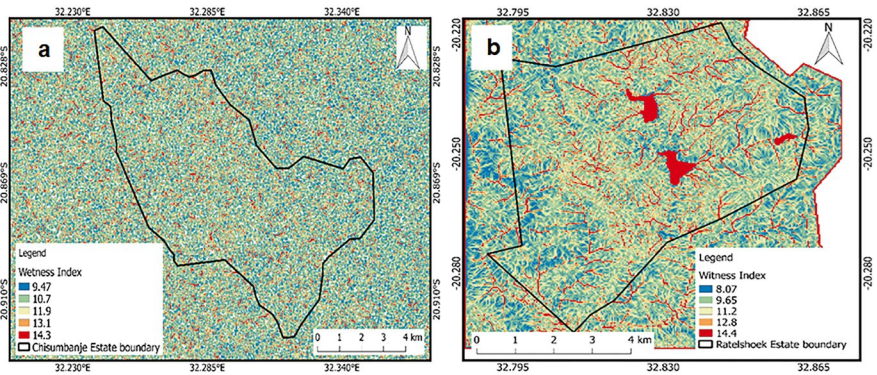 32.230°E 32.285°E 32.340°E
a
N
20.828°S
20.828°S
20.869°S
20.869°S
20.910°S
20.910°S
Legend
Wetness Index
9.47
10.7
11.9
13.1
14.3
Chisumbanje Estate boundary
0 1 2 3 4 km
32.230°E 32.285°E 32.340°E
32.795 32.830 32.865
b
N
-20.220
-20.220
-20.250
-20.250
-20.280
-20.280
Legend
Witness Index
8.07
9.65
11.2
12.8
14.4
Ratelshoek Estate boundary
0 1 2 3 4 km
32.795 32.830 32.865